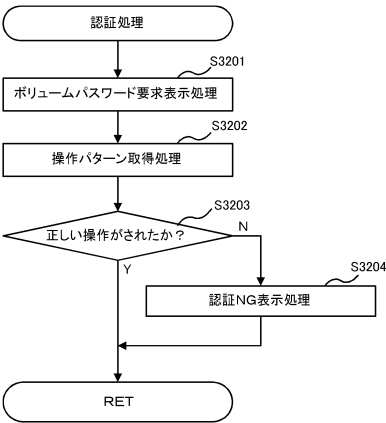 認証処理
S3201
ボリュームパスワード要求表示処理
S3202
操作パターン取得処理
S3203
正しい操作がされたか？
N
Y
S3204
認証NG表示処理
RET